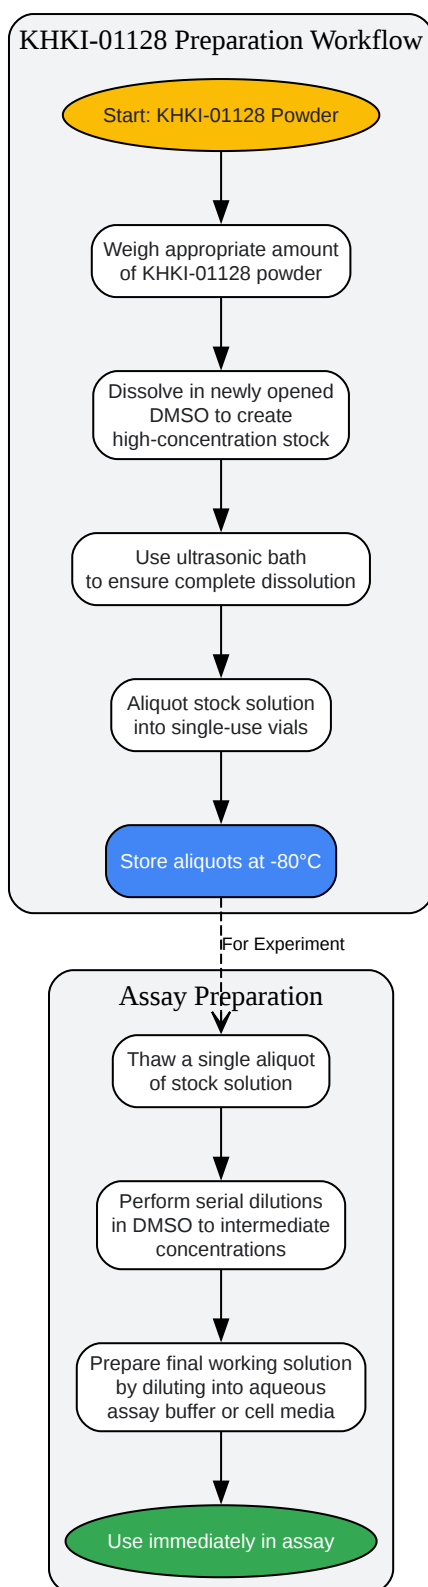 KHKI-01128 Preparation Workflow
Start: KHKI-01128 Powder
Weigh appropriate amount
of KHKI-01128 powder
Dissolve in newly opened
DMSO to create
high-concentration stock
Use ultrasonic bath
to ensure complete dissolution
Aliquot stock solution
into single-use vials
Store aliquots at -80°C
For Experiment
Assay Preparation
Thaw a single aliquot
of stock solution
Perform serial dilutions
in DMSO to intermediate
concentrations
Prepare final working solution
by diluting into aqueous
assay buffer or cell media
Use immediately in assay